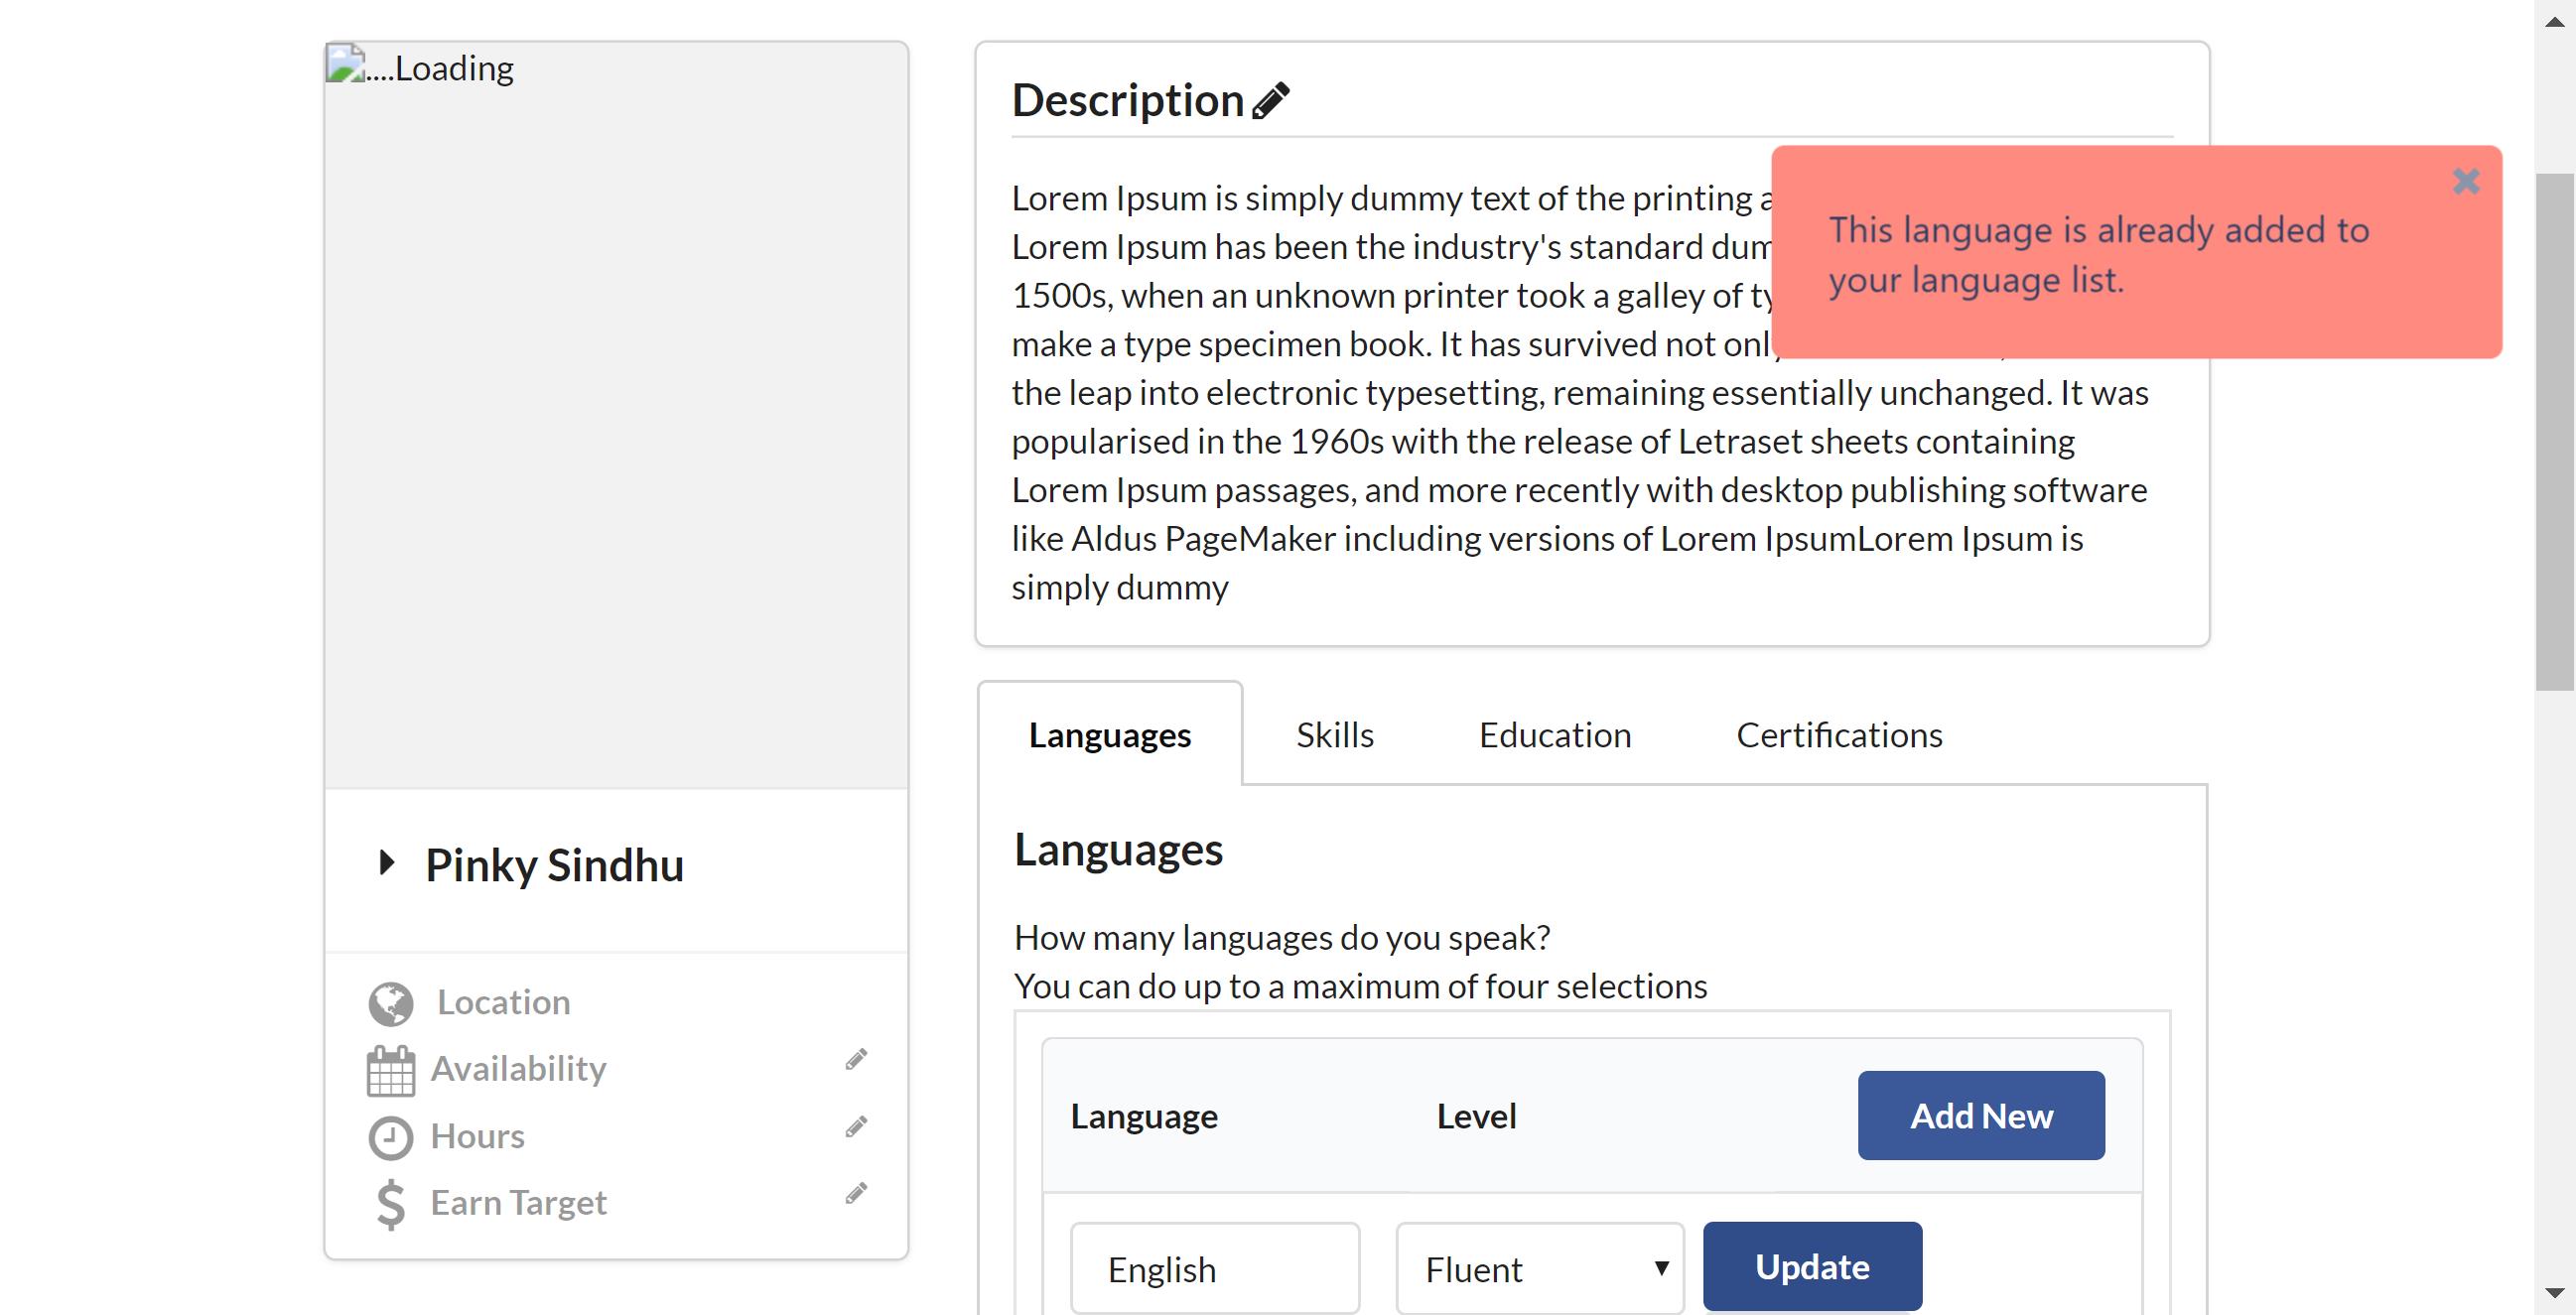 ....Loading
Pinky Sindhu
Location
Availability
Hours
Earn Target
Description
Lorem Ipsum is simply dummy text of the printing
Lorem Ipsum has been the industry's standard
1500s, when an unknown printer took a galley of
make a type specimen book. It has survived not
the leap into electronic typesetting, remaining essentially unchanged. It was
popularised in the 1960s with the release of Letraset sheets containing
Lorem Ipsum passages, and more recently with desktop publishing software
like Aldus PageMaker including versions of Lorem IpsumLorem Ipsum is
simply dummy
This language is already added to
your language list.
Languages Skills Education Certifications
Languages
How many languages do you speak?
You can do up to a maximum of four selections
Language Level Add New
English Fluent Update